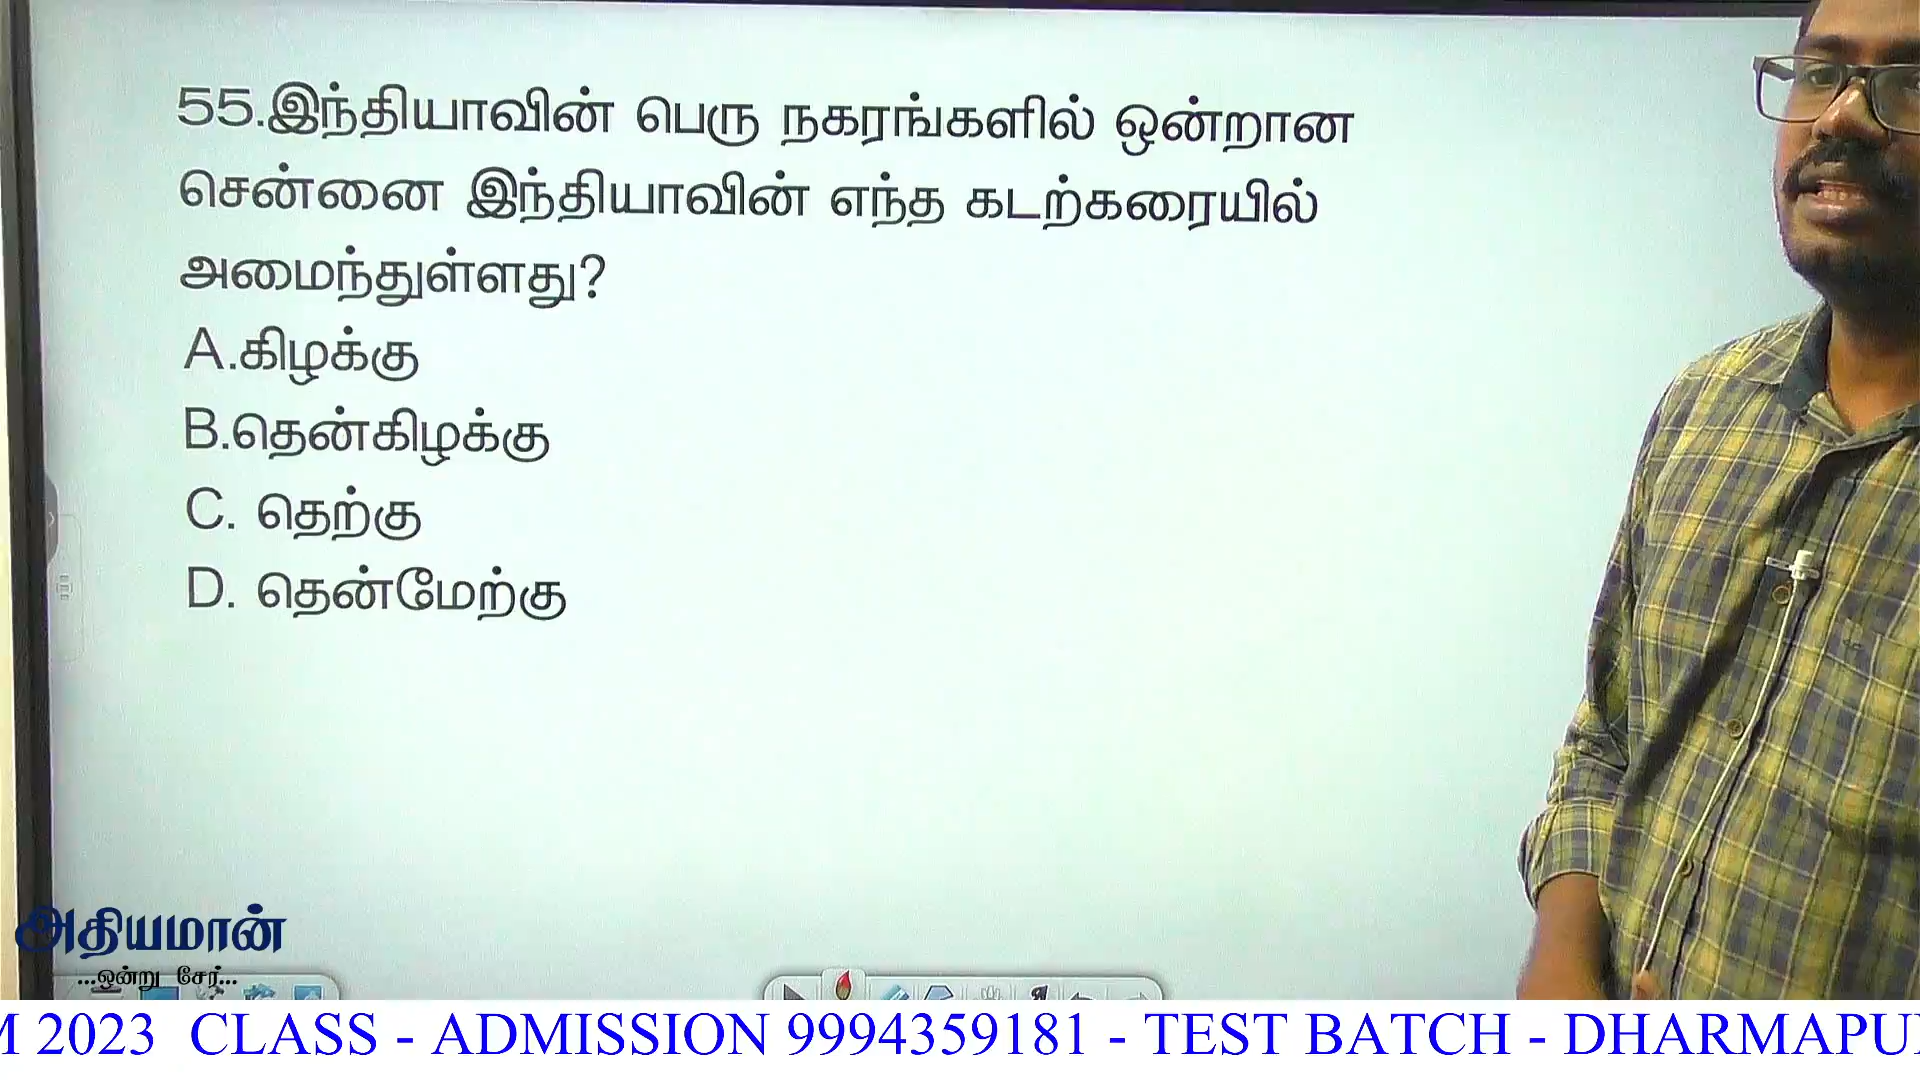 55.இந்தியாவின் பெரு நகரங்களில் ஒன்றான
சென்னை இந்தியாவின் எந்த கடற்கரையில்
அமைந்துள்ளது?
A.கிழக்கு
B.தென்கிழக்கு
C. தெற்கு
D. தென்மேற்கு
அதியமான்
...ஒன்று சேர்...
M 2023 CLASS - ADMISSION 9994359181 - TEST BATCH - DHARMAPU